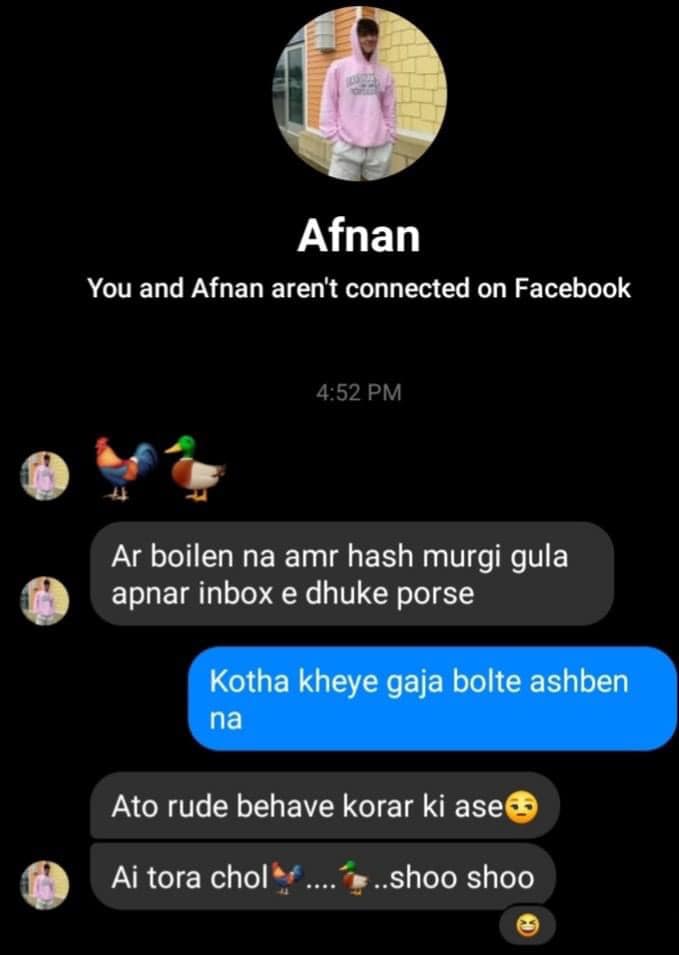 Afnan
You and Afnan aren't connected on Facebook
4:52 PM
🐓🦆
Ar boilen na amr hash murgi gula
apnar inbox e dhuke porse
Kotha kheye gaja bolte ashben
na
Ato rude behave korar ki ase😒
Ai tora chol🐓....🦆..shoo shoo
😆